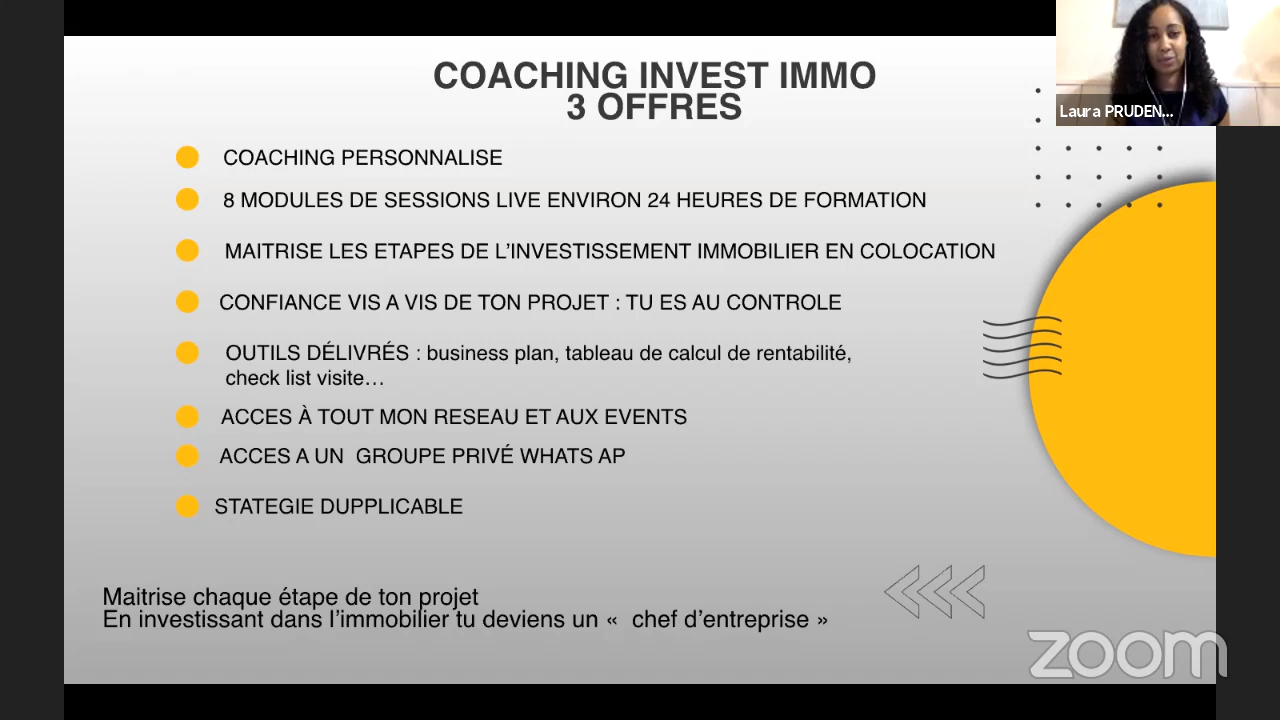 COACHING INVEST IMMO
3 OFFRES
COACHING PERSONNALISE
8 MODULES DE SESSIONS LIVE ENVIRON 24 HEURES DE FORMATION
MAITRISE LES ETAPES DE L’INVESTISSEMENT IMMOBILIER EN COLOCATION
CONFIANCE VIS A VIS DE TON PROJET : TU ES AU CONTROLE
OUTILS DÉLIVRÉS : business plan, tableau de calcul de rentabilité,
check list visite…
ACCES À TOUT MON RESEAU ET AUX EVENTS
ACCES A UN  GROUPE PRIVÉ WHATS AP
STATEGIE DUPPLICABLE
Maitrise chaque étape de ton projet
En investissant dans l’immobilier tu deviens un «  chef d’entreprise »
Laura PRUDEN...
zoom